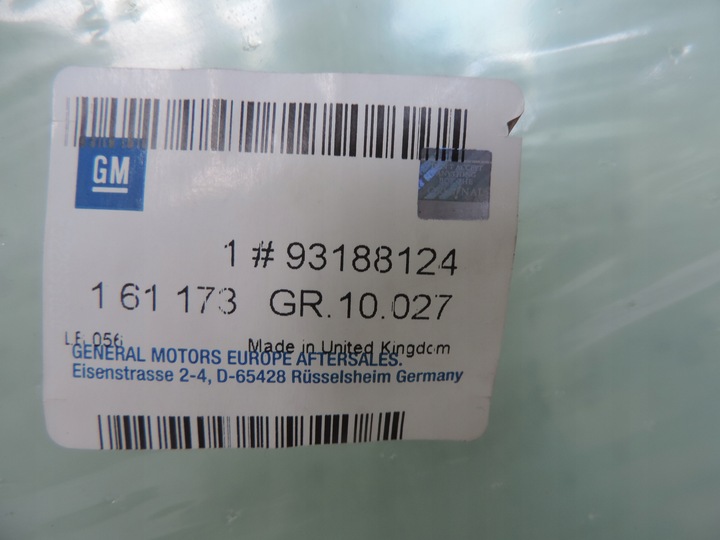 GM
1 # 93188124
1 61 173 GR.10.027
LF 056 Made in United Kingdom
GENERAL MOTORS EUROPE AFTERSALES.
Eisenstrasse 2-4, D-65428 Rüsselsheim Germany